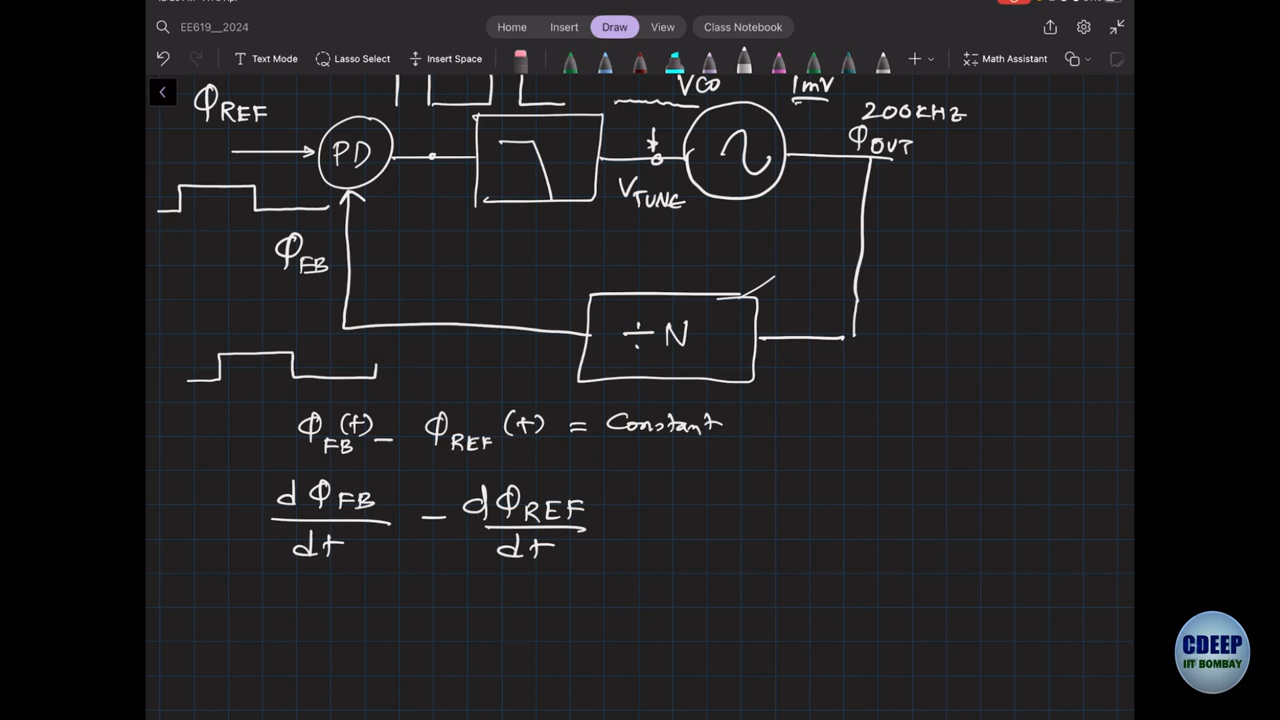 EE619__2024
Home Insert Draw View Class Notebook
Text Mode Lasso Select Insert Space Math Assistant
VCO 1mV
200kHz
ΦREF
PD
ΦOUT
VTUNE
ΦFB
÷ N
ΦFB(t) - ΦREF(t) = Constant
dΦFB/dt - dΦREF/dt
CDEEP
IIT BOMBAY